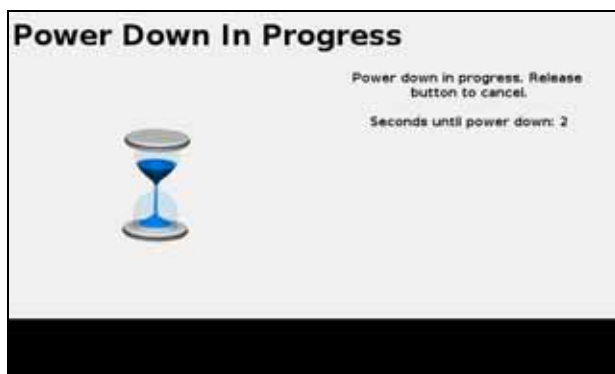 Power Down In Progress
Power down in progress. Release
button to cancel.
Seconds until power down: 2